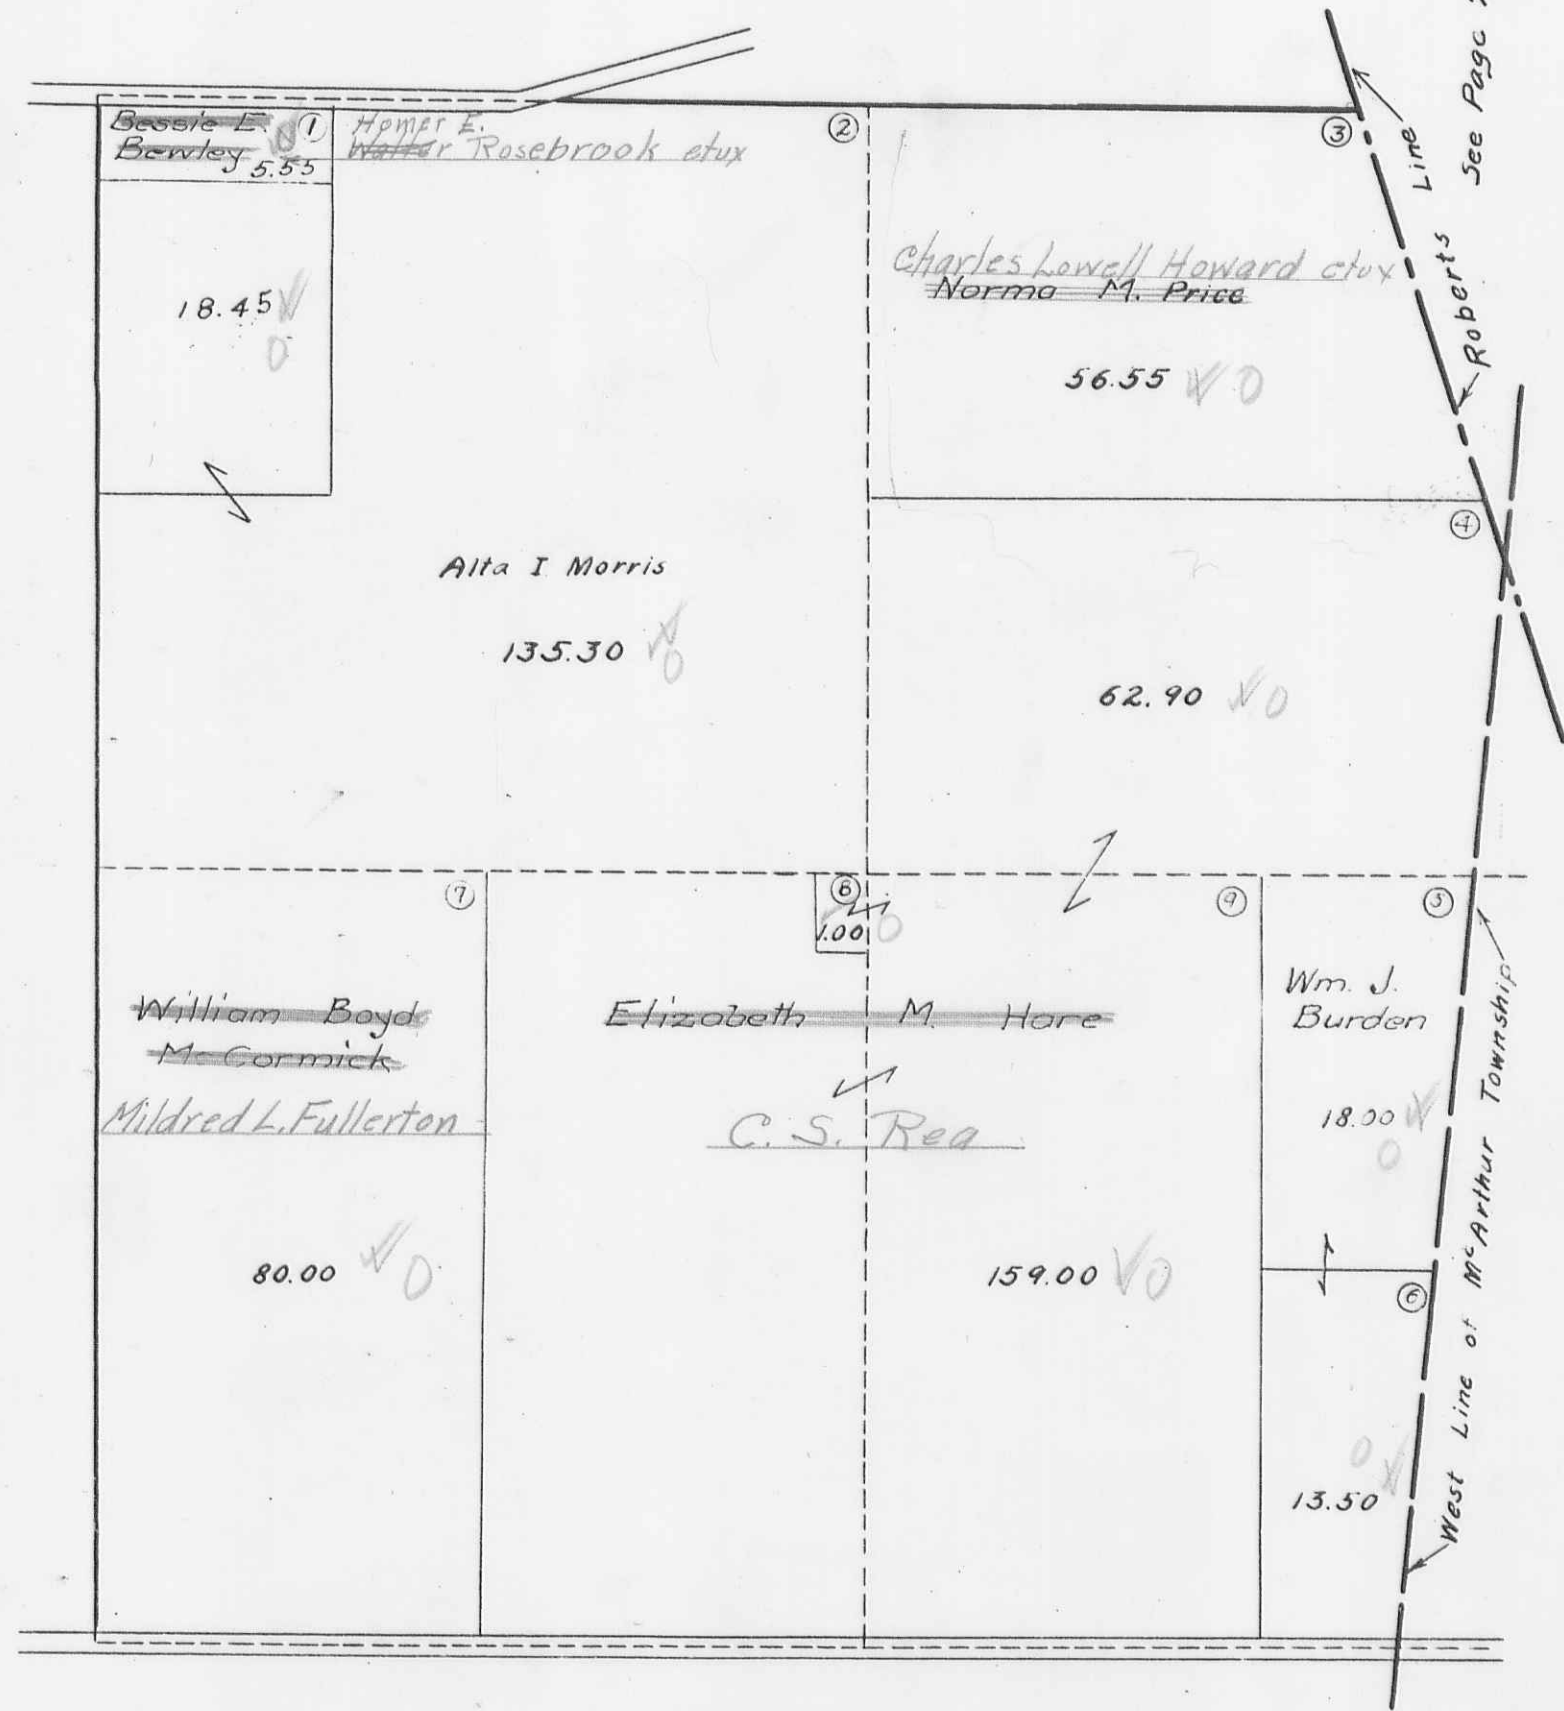 Bessie E.
Bewley
5.55
①
Homer E.
Walter Rosebrook etux
②
③
Line
Roberts
See Page
18.45
Charles Lowell Howard etux
Norma M. Price
56.55
④
Alta I Morris
135.30
62.90
⑦
⑧
1.00
⑨
⑤
William Boyd
McCormick
Mildred L. Fullerton
80.00
Elizabeth M. Hare
C. S. Rea
159.00
Wm. J.
Burden
18.00
⑥
13.50
West Line of McArthur Township